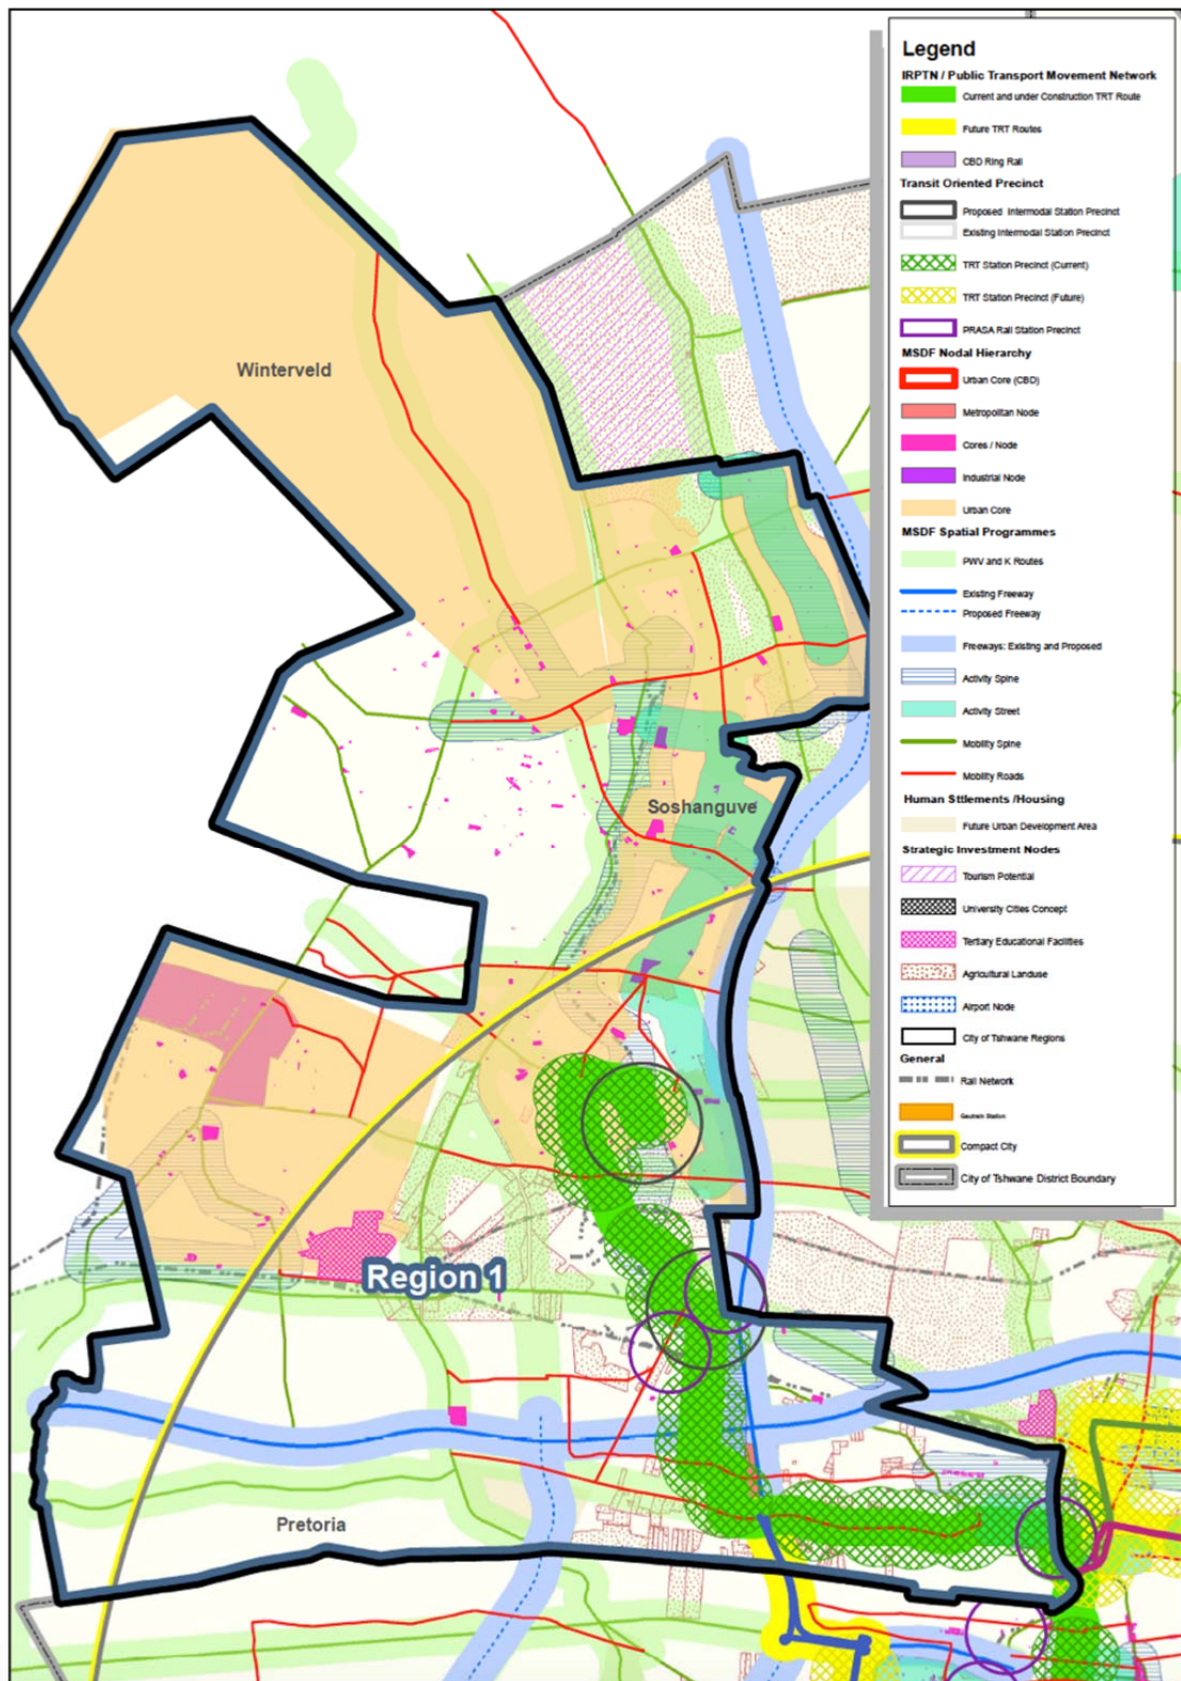 Legend
IRPTN / Public Transport Movement Network
Current and under Construction TRT Route
Future TRT Routes
CBD Ring Rail
Transit Oriented Precinct
Proposed Intermodal Station Precinct
Existing Intermodal Station Precinct
TRT Station Precinct (Current)
TRT Station Precinct (Future)
PRASA Rail Station Precinct
MSDF Nodal Hierarchy
Urban Core (CBD)
Metropolitan Node
Cores / Node
Industrial Node
Urban Core
MSDF Spatial Programmes
PWV and K Routes
Existing Freeway
Proposed Freeway
Freeways: Existing and Proposed
Activity Spine
Activity Street
Mobility Spine
Mobility Roads
Human Sttlements /Housing
Future Urban Development Area
Strategic Investment Nodes
Tourism Potential
University Cities Concept
Tertiary Educational Facilities
Agricultural Landuse
Airport Node
City of Tshwane Regions
General
Rail Network
Gautrain Station
Compact City
City of Tshwane District Boundary
Winterveld
Soshanguve
Region 1
Pretoria